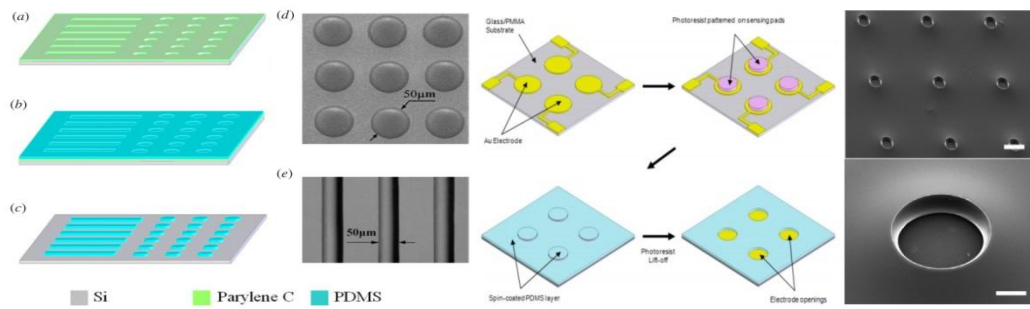 (a)
(b)
(c)
(d)
50μm
(e)
50μm
Si
Parylene C
PDMS
Glass/PMMA
Substrate
Au Electrode
Photoresist patterned on sensing pads
Spin-coated PDMS layer
Photoresist
Lift-off
Electrode openings